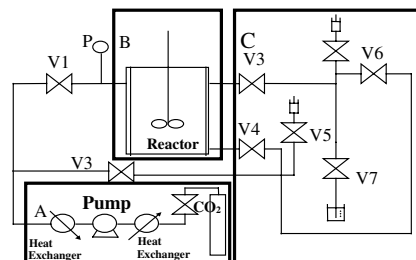 P B C
V1 V3 V6
Reactor
V4 V5
V3
V7
A Pump CO₂
Heat Exchanger
Heat Exchanger